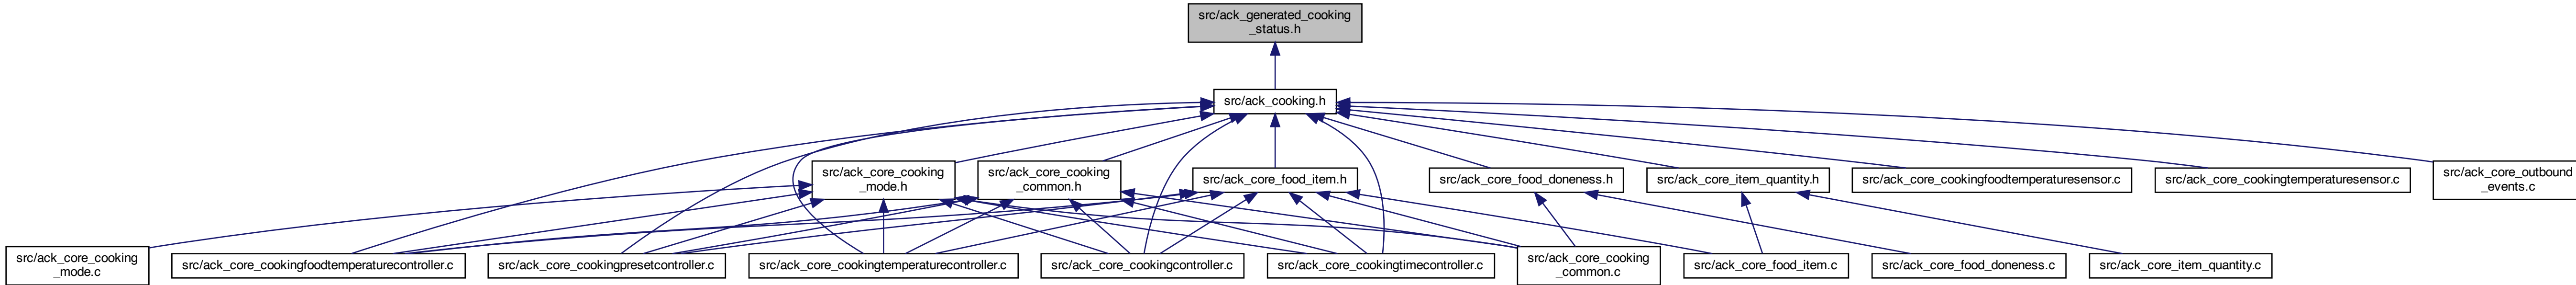 src/ack_generated_cooking
_status.h
src/ack_cooking.h
src/ack_core_cooking
_mode.h
src/ack_core_cooking
_common.h
src/ack_core_food_item.h
src/ack_core_food_doneness.h
src/ack_core_item_quantity.h
src/ack_core_cookingfoodtemperaturesensor.c
src/ack_core_cookingtemperaturesensor.c
src/ack_core_outbound
_events.c
src/ack_core_cooking
_mode.c
src/ack_core_cookingfoodtemperaturecontroller.c
src/ack_core_cookingpresetcontroller.c
src/ack_core_cookingtemperaturecontroller.c
src/ack_core_cookingcontroller.c
src/ack_core_cookingtimecontroller.c
src/ack_core_cooking
_common.c
src/ack_core_food_item.c
src/ack_core_food_doneness.c
src/ack_core_item_quantity.c